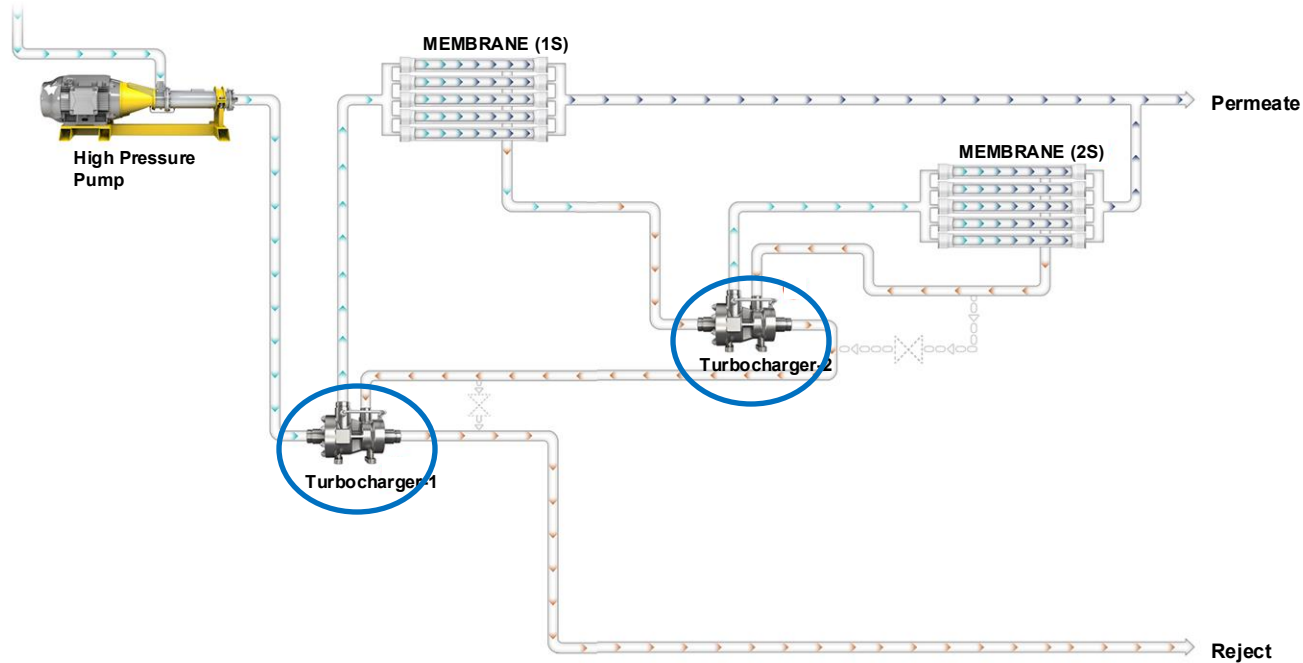 MEMBRANE (1S)
Permeate
High Pressure
Pump
MEMBRANE (2S)
Turbocharger-2
Turbocharger-1
Reject